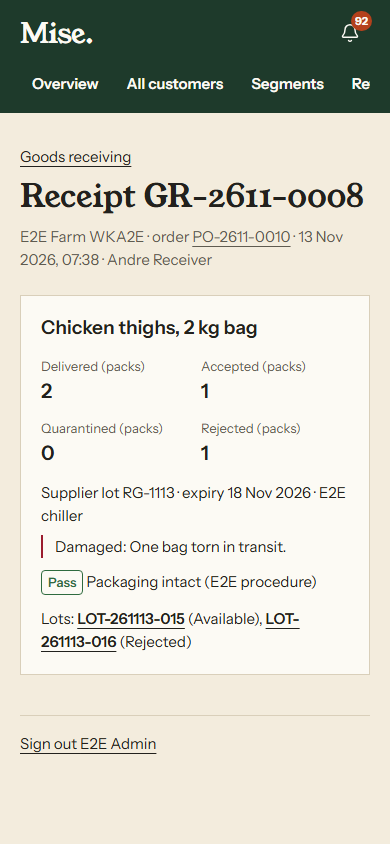 Mise.
92
Overview All customers Segments Re
Goods receiving
Receipt GR-2611-0008
E2E Farm WKA2E · order PO-2611-0010 · 13 Nov
2026, 07:38 · Andre Receiver
Chicken thighs, 2 kg bag
Delivered (packs) Accepted (packs)
2 1
Quarantined (packs) Rejected (packs)
0 1
Supplier lot RG-1113 · expiry 18 Nov 2026 · E2E
chiller
Damaged: One bag torn in transit.
Pass Packaging intact (E2E procedure)
Lots: LOT-261113-015 (Available), LOT-
261113-016 (Rejected)
Sign out E2E Admin